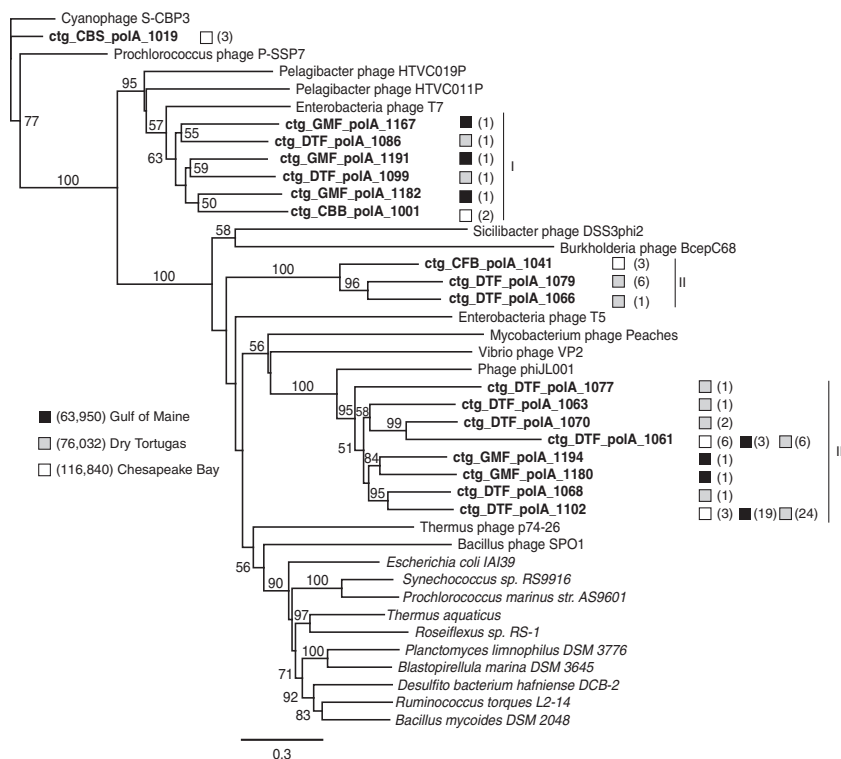 Cyanophage S-CBP3
ctg_CBS_polA_1019 (3)
Prochlorococcus phage P-SSP7
Pelagibacter phage HTVC019P
95
Pelagibacter phage HTVC011P
Enterobacteria phage T7
77
57
ctg_GMF_polA_1167 (1)
55
ctg_DTF_polA_1086 (1)
63
ctg_GMF_polA_1191 (1)
59
I
ctg_DTF_polA_1099 (1)
100
ctg_GMF_polA_1182 (1)
50
ctg_CBB_polA_1001 (2)
58
Sicilibacter phage DSS3phi2
Burkholderia phage BcepC68
100
100
ctg_CFB_polA_1041 (3)
96
ctg_DTF_polA_1079 (6)
II
ctg_DTF_polA_1066 (1)
Enterobacteria phage T5
Mycobacterium phage Peaches
56
Vibrio phage VP2
Phage phiJL001
100
ctg_DTF_polA_1077 (1)
95
58
ctg_DTF_polA_1063 (1)
(63,950) Gulf of Maine
99
ctg_DTF_polA_1070 (2)
ctg_DTF_polA_1061 (6) (3) (6)
(76,032) Dry Tortugas
51
84
ctg_GMF_polA_1194 (1)
(116,840) Chesapeake Bay
ctg_GMF_polA_1180 (1)
95
ctg_DTF_polA_1068 (1)
ctg_DTF_polA_1102 (3) (19) (24)
Thermus phage p74-26
Bacillus phage SPO1
56
90
Escherichia coli IAI39
100
Synechococcus sp. RS9916
Prochlorococcus marinus str. AS9601
97
Thermus aquaticus
Roseiflexus sp. RS-1
100
Planctomyces limnophilus DSM 3776
71
Blastopirellula marina DSM 3645
Desulfito bacterium hafniense DCB-2
92
Ruminococcus torques L2-14
83
Bacillus mycoides DSM 2048
0.3